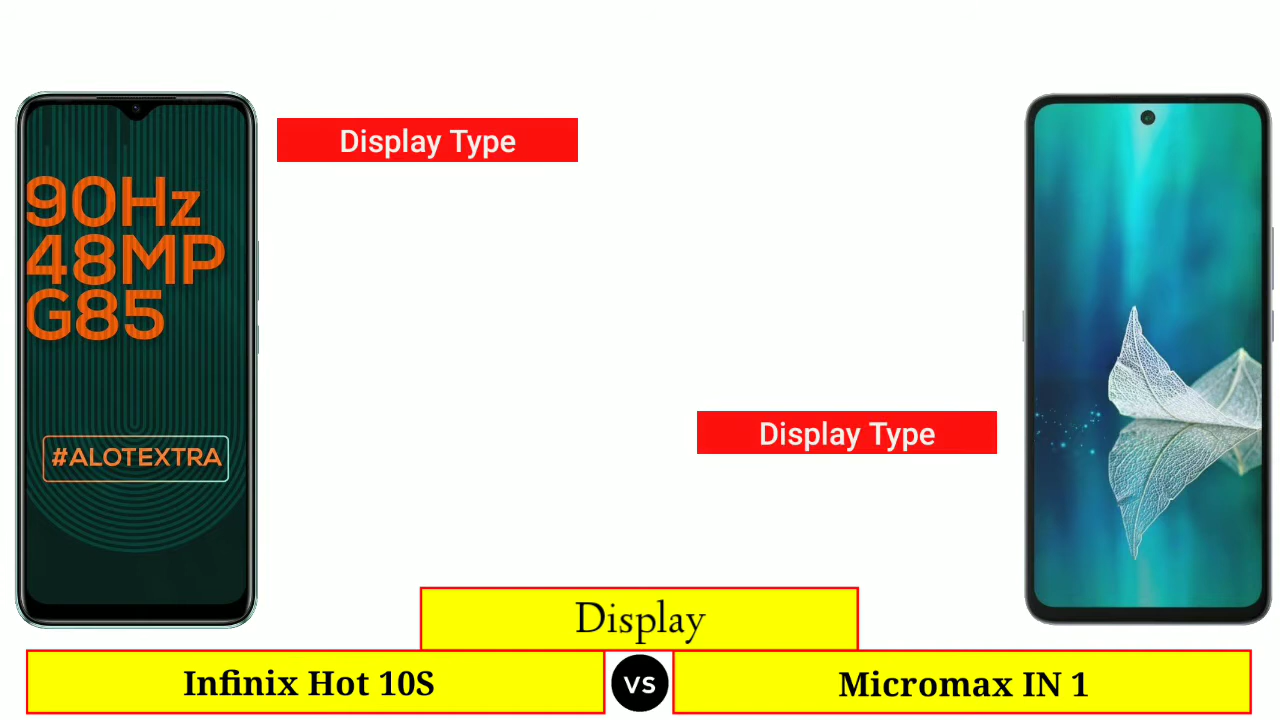 90Hz
48MP
G85
#ALOTEXTRA
Display Type
Display Type
Display
Infinix Hot 10S
VS
Micromax IN 1